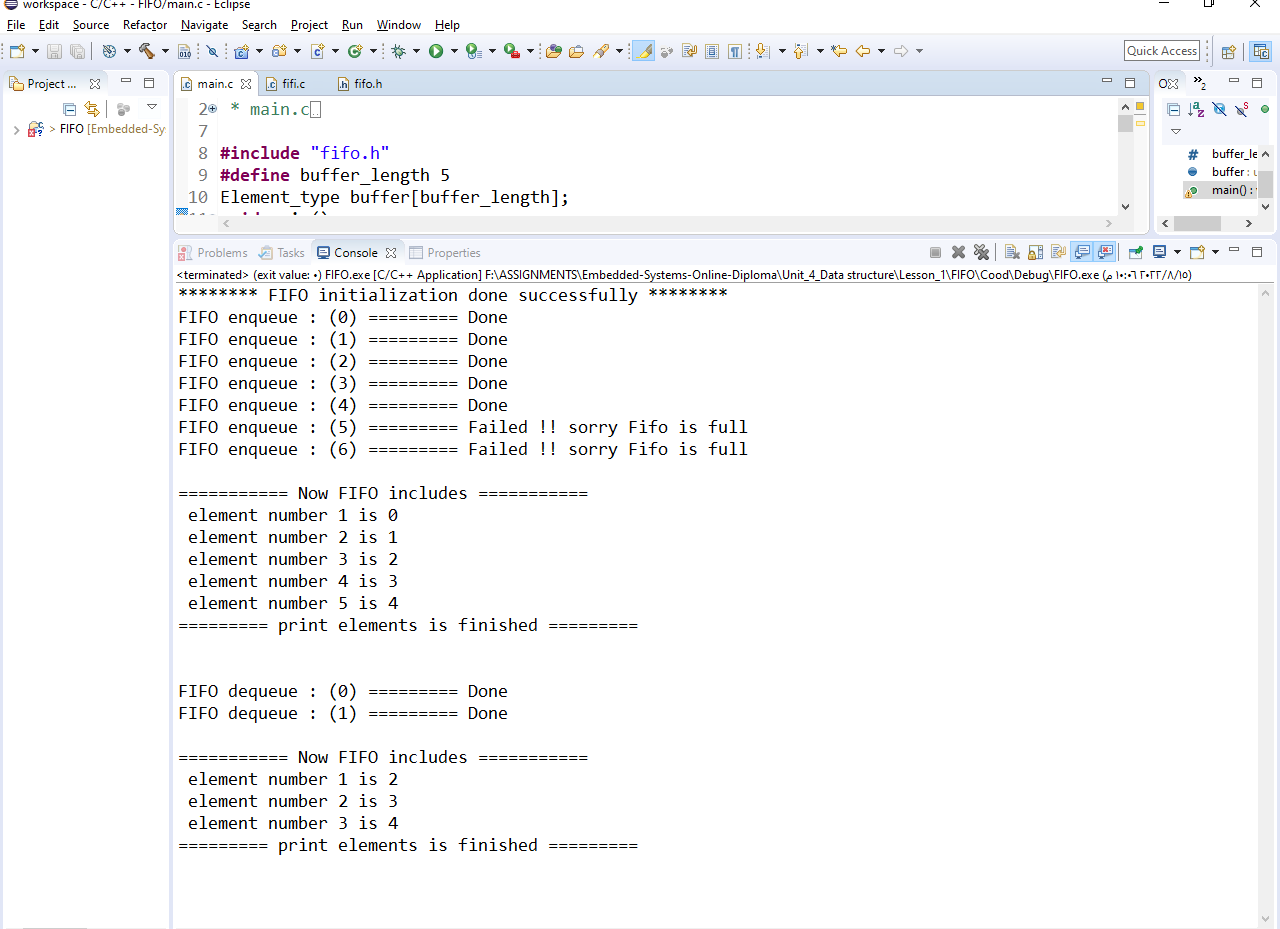 workspace - C/C++ - FIFO/main.c - Eclipse
File Edit Source Refactor Navigate Search Project Run Window Help
Quick Access
Project ...
> FIFO [Embedded-Sy
main.c fifi.c fifo.h
2 * main.c
7
8 #include "fifo.h"
9 #define buffer_length 5
10 Element_type buffer[buffer_length];
buffer_le
buffer : u
main() :
Problems Tasks Console Properties
<terminated> (exit value: ٠) FIFO.exe [C/C++ Application] F:\ASSIGNMENTS\Embedded-Systems-Online-Diploma\Unit_4_Data structure\Lesson_1\FIFO\Cood\Debug\FIFO.exe (٢٠٢٢/٨/١٥ ١٠:٠٦ م)
******** FIFO initialization done successfully ********
FIFO enqueue : (0) ========= Done
FIFO enqueue : (1) ========= Done
FIFO enqueue : (2) ========= Done
FIFO enqueue : (3) ========= Done
FIFO enqueue : (4) ========= Done
FIFO enqueue : (5) ========= Failed !! sorry Fifo is full
FIFO enqueue : (6) ========= Failed !! sorry Fifo is full
=========== Now FIFO includes ===========
element number 1 is 0
element number 2 is 1
element number 3 is 2
element number 4 is 3
element number 5 is 4
========= print elements is finished =========
FIFO dequeue : (0) ========= Done
FIFO dequeue : (1) ========= Done
=========== Now FIFO includes ===========
element number 1 is 2
element number 2 is 3
element number 3 is 4
========= print elements is finished =========